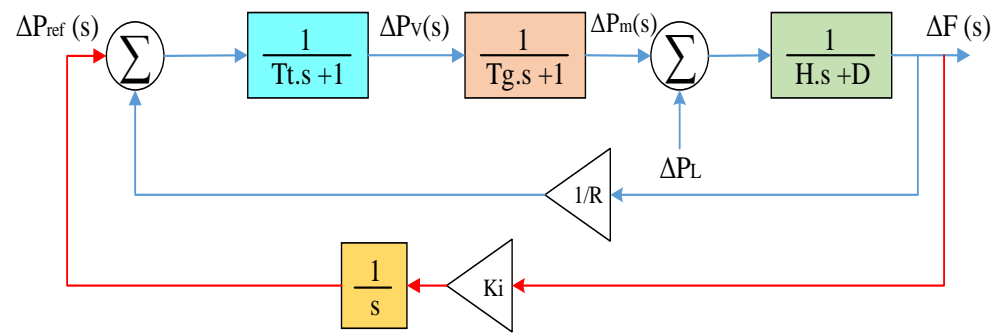 ΔPref (s)
∑
1
Tt.s +1
ΔPV(s)
1
Tg.s +1
ΔPm(s)
∑
1
H.s +D
ΔF (s)
ΔPL
1/R
1
s
Ki